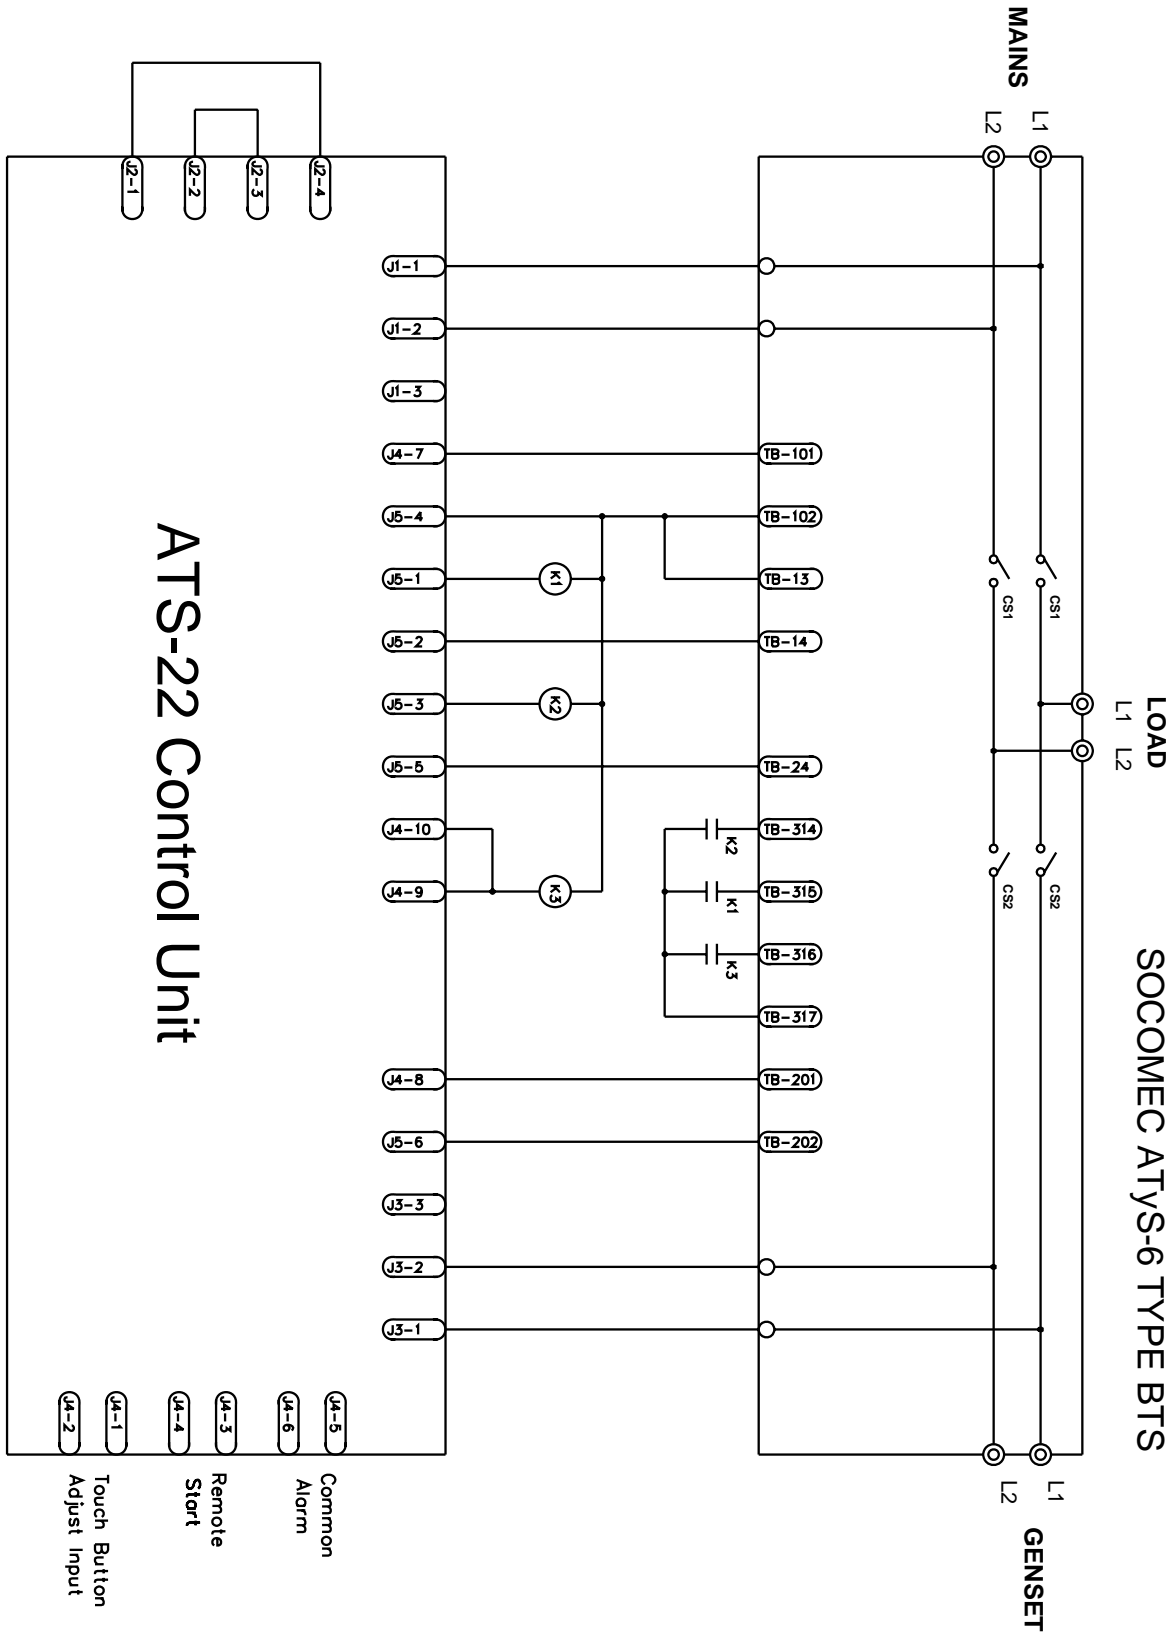 SOCOMEC ATyS-6 TYPE BTS
LOAD
L1 L2
MAINS
L1
L2
CS1
CS1
CS2
CS2
L1
L2
GENSET
TB-101
TB-102
TB-13
TB-14
TB-24
TB-314
TB-315
TB-316
TB-317
TB-201
TB-202
K2
K1
K3
K1
K2
K3
J1-1
J1-2
J1-3
J4-7
J5-4
J5-1
J5-2
J5-3
J5-5
J4-10
J4-9
J4-8
J5-6
J3-3
J3-2
J3-1
J2-4
J2-3
J2-2
J2-1
ATS-22 Control Unit
J4-5
J4-6
J4-3
J4-4
J4-1
J4-2
Common
Alarm
Remote
Start
Touch Button
Adjust Input